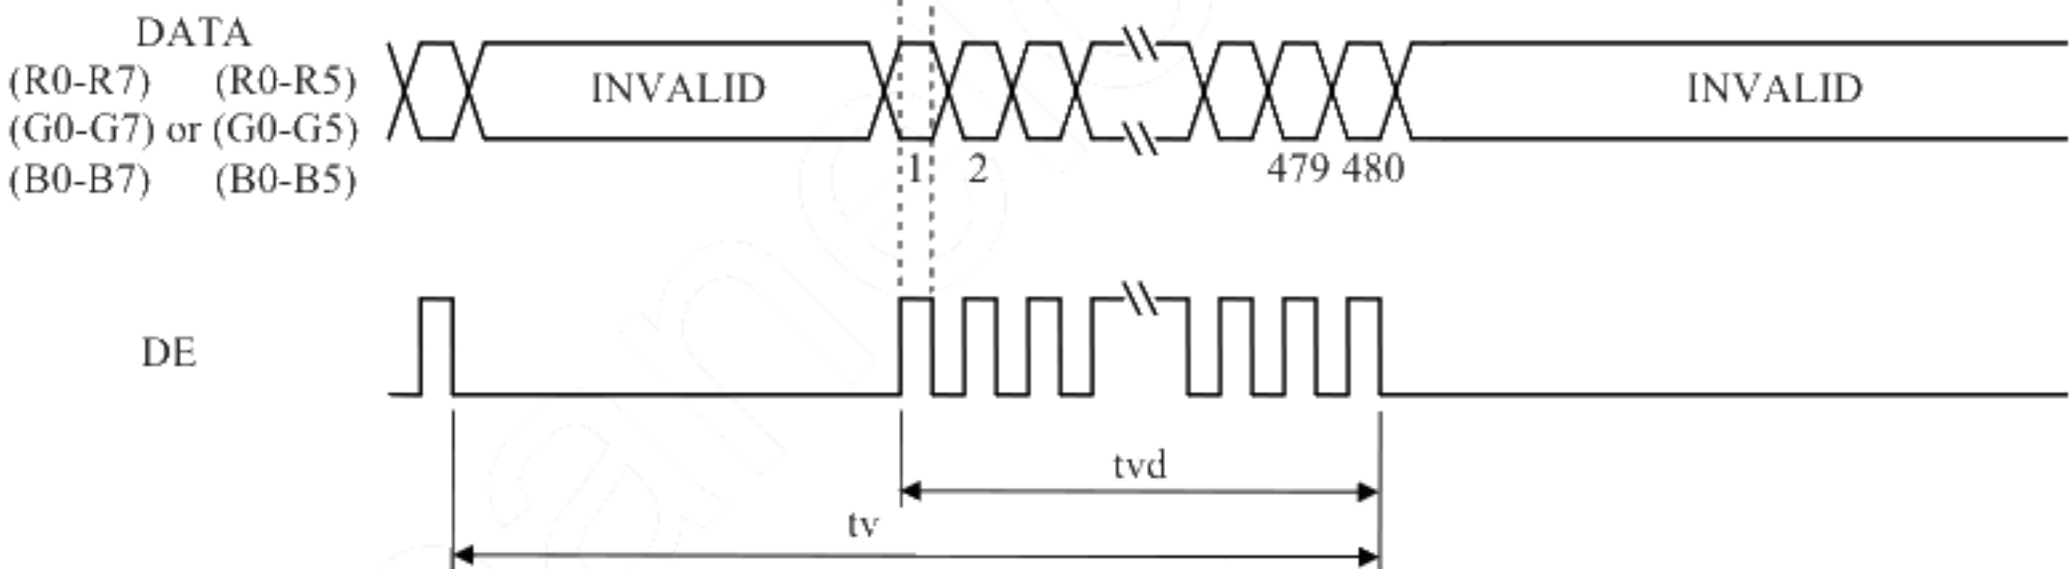 DATA
(R0-R7) (R0-R5)
(G0-G7) or (G0-G5)
(B0-B7) (B0-B5)
INVALID
INVALID
1 2 479 480
DE
tvd
tv